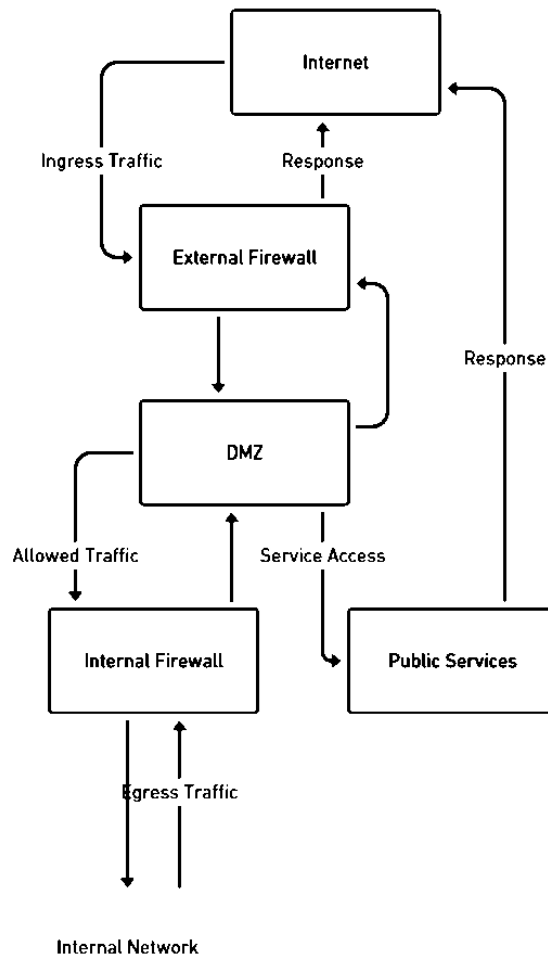 Internet
Ingress Traffic
Response
External Firewall
Response
DMZ
Allowed Traffic
Service Access
Internal Firewall
Public Services
Egress Traffic
Internal Network